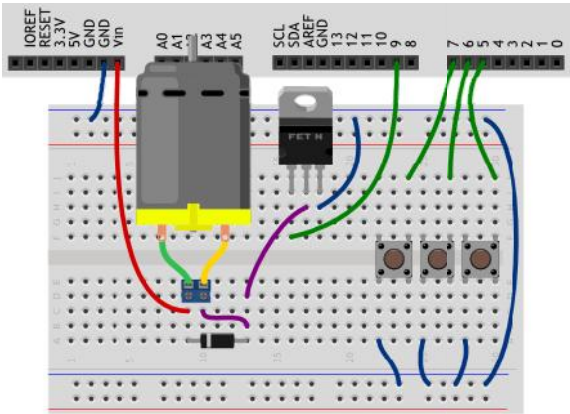 IOREF
RESET
3.3V
5V
GND
GND
Vin
A0
A1
A3
A4
A5
SCL
SDA
AREF
GND
13
12
11
10
9
8
7
6
5
4
3
2
1
0
FET N